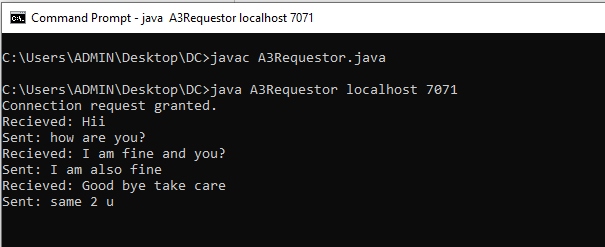 Command Prompt - java  A3Requestor localhost 7071
C:\Users\ADMIN\Desktop\DC>javac A3Requestor.java
C:\Users\ADMIN\Desktop\DC>java A3Requestor localhost 7071
Connection request granted.
Recieved: Hii
Sent: how are you?
Recieved: I am fine and you?
Sent: I am also fine
Recieved: Good bye take care
Sent: same 2 u